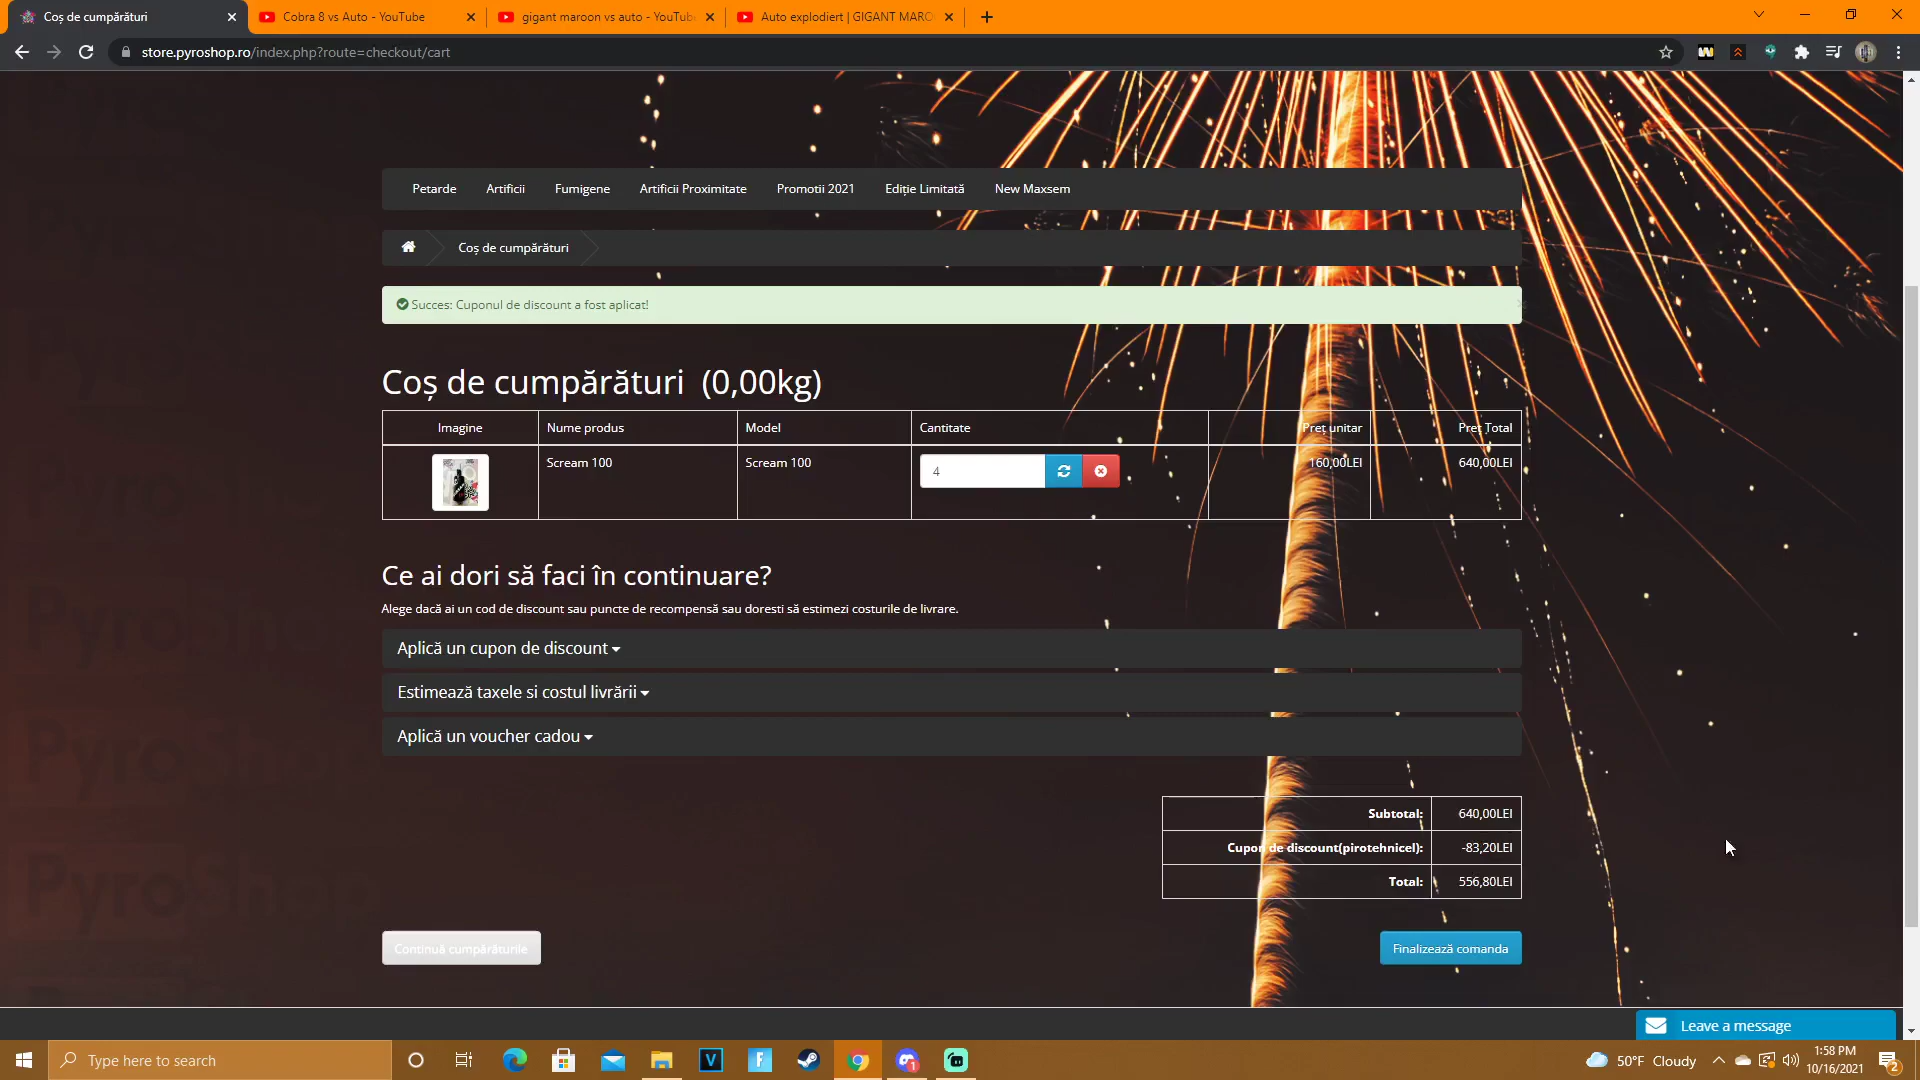 Coș de cumpărături
Cobra 8 vs Auto - YouTube
gigant maroon vs auto - YouTub
Auto explodiert | GIGANT MARO
store.pyroshop.ro/index.php?route=checkout/cart
Petarde
Artificii
Fumigene
Artificii Proximitate
Promotii 2021
Ediție Limitată
New Maxsem
Coș de cumpărături
Succes: Cuponul de discount a fost aplicat!
Coș de cumpărături (0,00kg)
Imagine
Nume produs
Model
Cantitate
Preț unitar
Preț Total
Scream 100
Scream 100
4
160,00LEI
640,00LEI
Ce ai dori să faci în continuare?
Alege dacă ai un cod de discount sau puncte de recompensă sau doresti să estimezi costurile de livrare.
Aplică un cupon de discount
Estimează taxele si costul livrării
Aplică un voucher cadou
Subtotal: 640,00LEI
Cupon de discount(pirotehnicel): -83,20LEI
Total: 556,80LEI
Continuă cumpărăturile
Finalizează comanda
Leave a message
Type here to search
50°F Cloudy
1:58 PM
10/16/2021
2